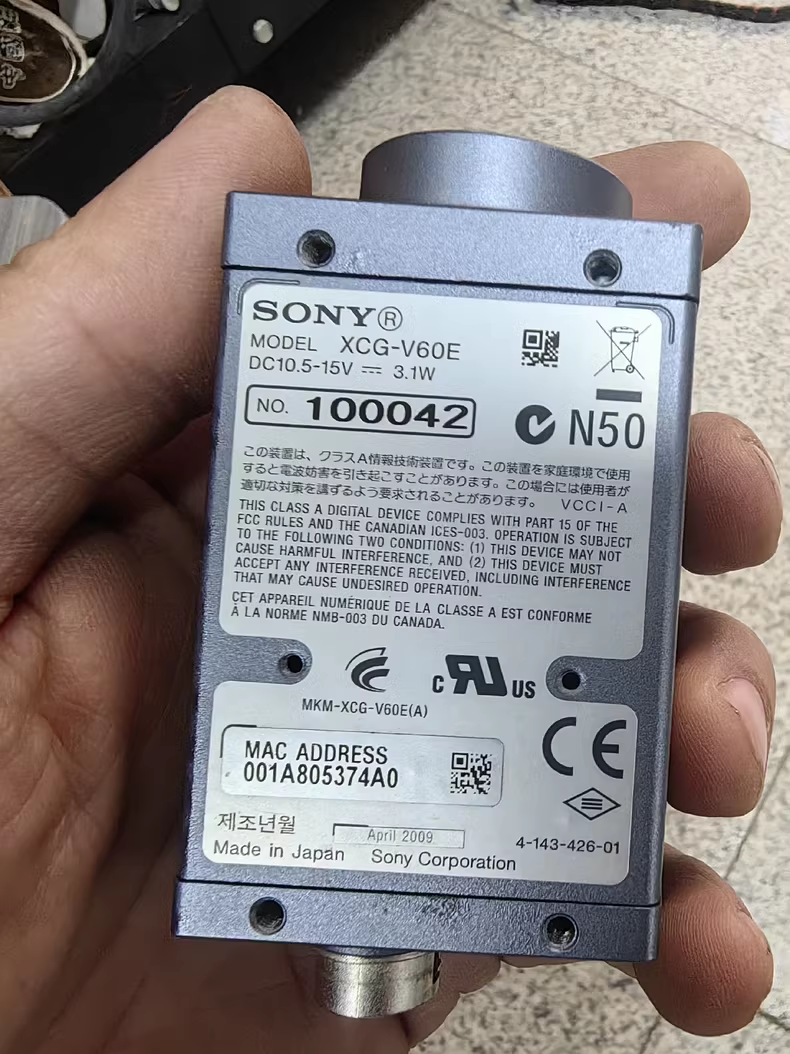 SONY®
MODEL XCG-V60E
DC10.5-15V ⎓ 3.1W
NO. 100042
N50
この装置は、クラスA情報技術装置です。この装置を家庭環境で使用
すると電波妨害を引き起こすことがあります。この場合には使用者が
適切な対策を講ずるよう要求されることがあります。 VCCI-A
THIS CLASS A DIGITAL DEVICE COMPLIES WITH PART 15 OF THE
FCC RULES AND THE CANADIAN ICES-003. OPERATION IS SUBJECT
TO THE FOLLOWING TWO CONDITIONS: (1) THIS DEVICE MAY NOT
CAUSE HARMFUL INTERFERENCE, AND (2) THIS DEVICE MUST
ACCEPT ANY INTERFERENCE RECEIVED, INCLUDING INTERFERENCE
THAT MAY CAUSE UNDESIRED OPERATION.
CET APPAREIL NUMÉRIQUE DE LA CLASSE A EST CONFORME
À LA NORME NMB-003 DU CANADA.
C RU US
MKM-XCG-V60E(A)
CE
MAC ADDRESS
001A805374A0
제조년월
April 2009
4-143-426-01
Made in Japan Sony Corporation